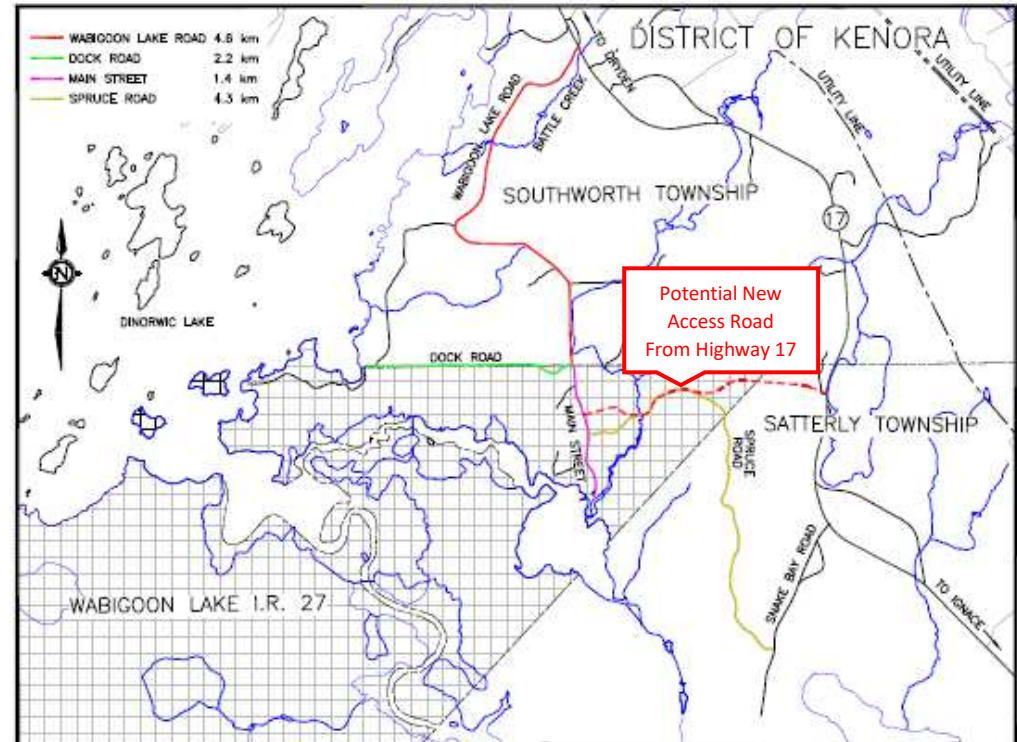 WABIGOON LAKE ROAD 4.6 km
DOCK ROAD 2.2 km
MAIN STREET 1.4 km
SPRUCE ROAD 4.3 km
DISTRICT OF KENORA
TO DRYDEN
UTILITY LINE
UTILITY LINE
WABIGOON LAKE ROAD
BATTLE CREEK
SOUTHWORTH TOWNSHIP
17
N
DINORWIC LAKE
Potential New
Access Road
From Highway 17
DOCK ROAD
MAIN STREET
SATTERLY TOWNSHIP
SPRUCE
ROAD
SNAKE BAY ROAD
TO IGNACE
WABIGOON LAKE I.R. 27